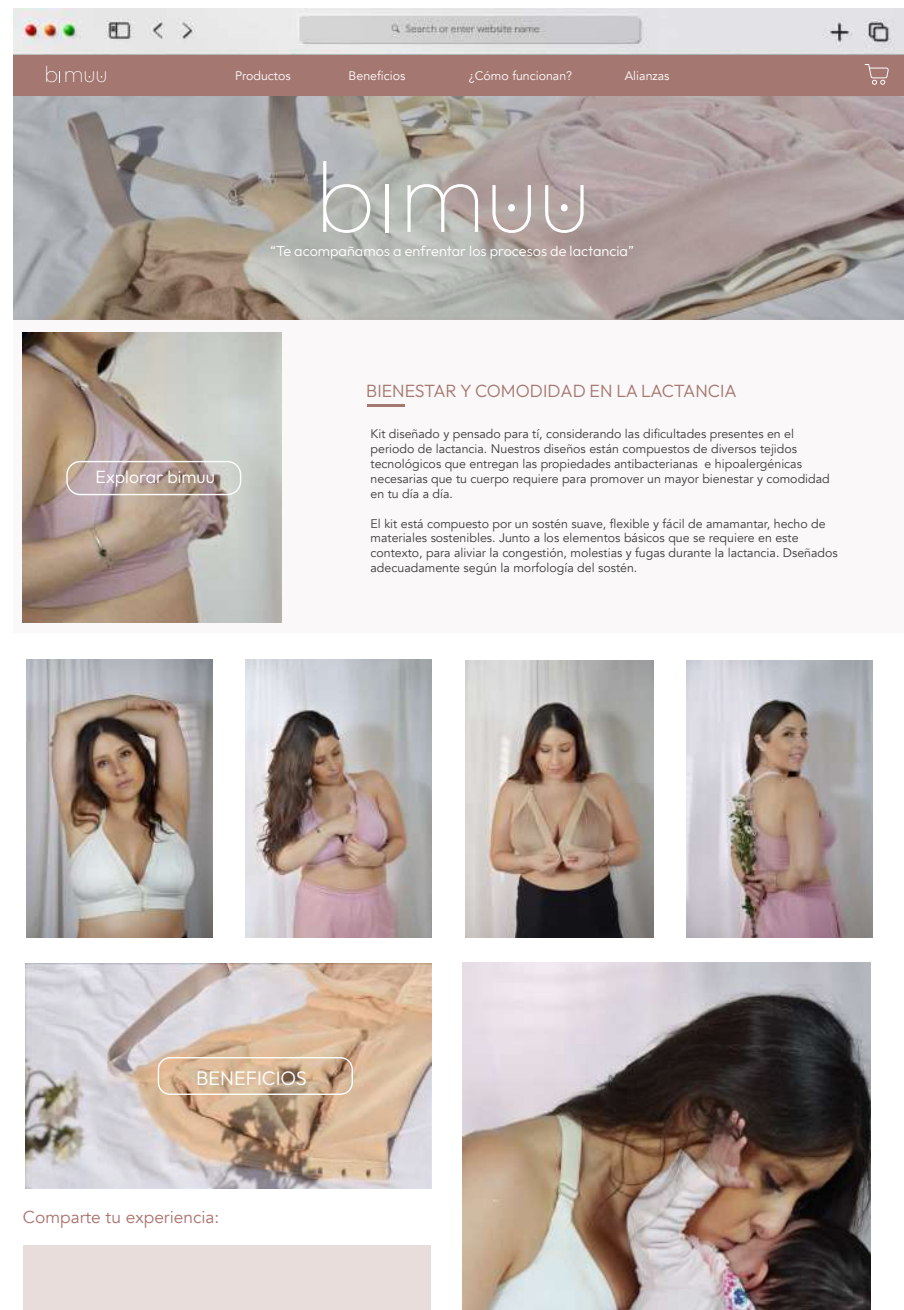 Search or enter website name
bimuu
Productos
Beneficios
¿Cómo funcionan?
Alianzas
bimuu
“Te acompañamos a enfrentar los procesos de lactancia”
Explorar bimuu
BIENESTAR Y COMODIDAD EN LA LACTANCIA
Kit diseñado y pensado para tí, considerando las dificultades presentes en el
periodo de lactancia. Nuestros diseños están compuestos de diversos tejidos
tecnológicos que entregan las propiedades antibacterianas e hipoalergénicas
necesarias que tu cuerpo requiere para promover un mayor bienestar y comodidad
en tu día a día.
El kit está compuesto por un sostén suave, flexible y fácil de amamantar, hecho de
materiales sostenibles. Junto a los elementos básicos que se requiere en este
contexto, para aliviar la congestión, molestias y fugas durante la lactancia. Dseñados
adecuadamente según la morfología del sostén.
BENEFICIOS
Comparte tu experiencia: